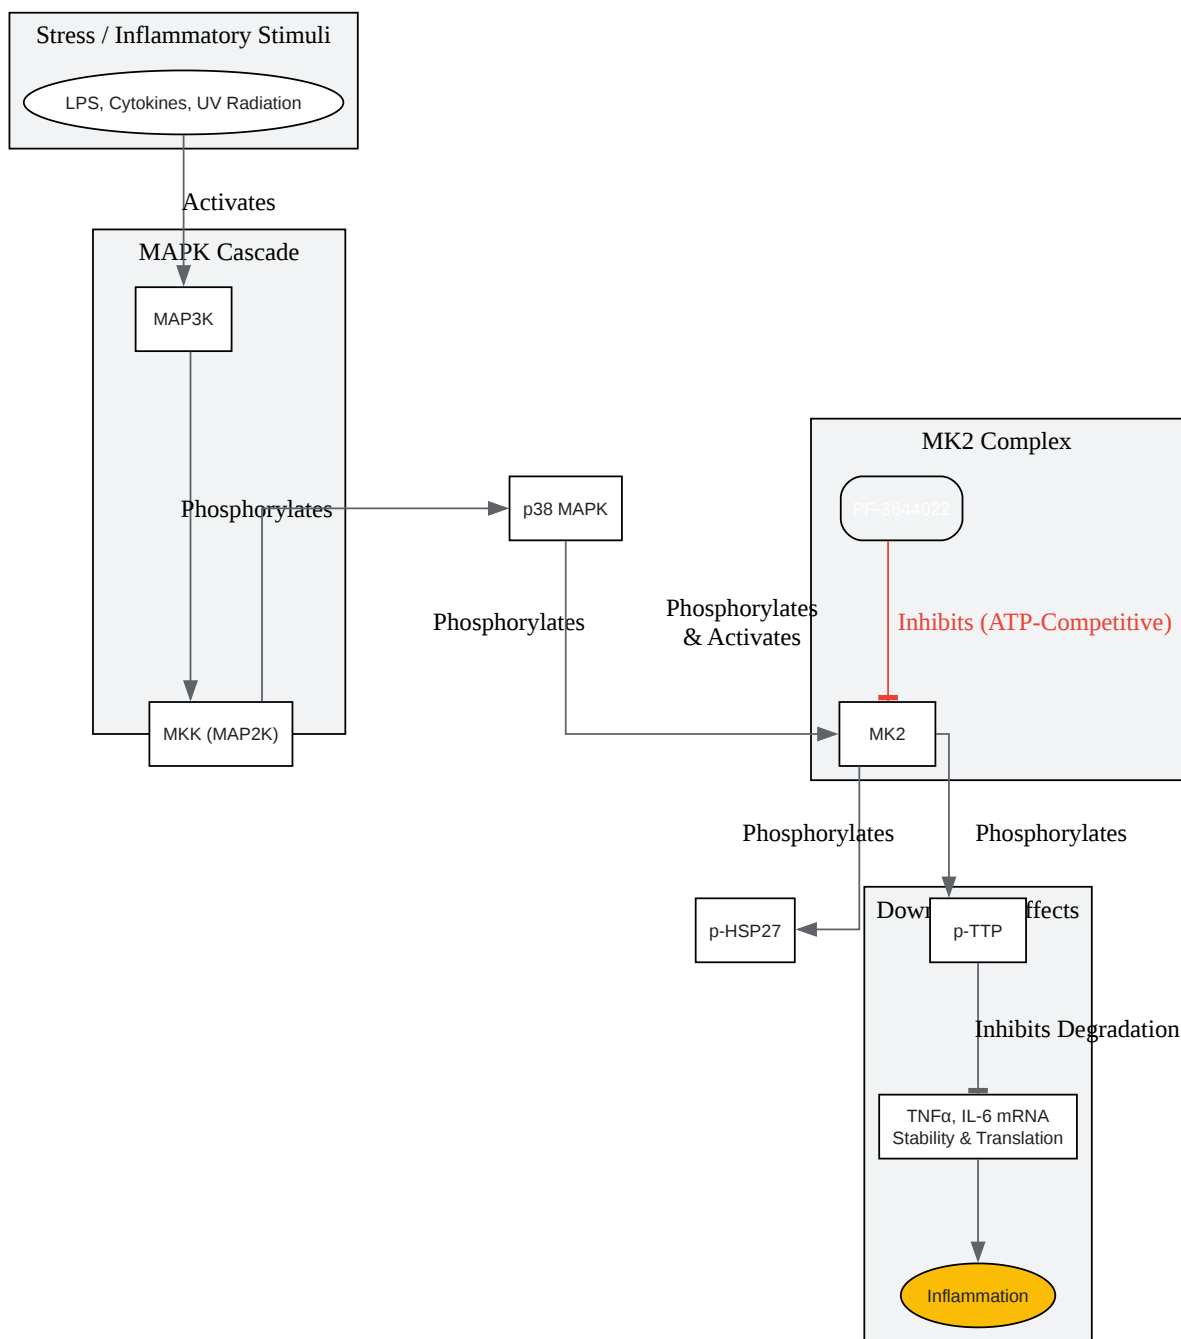 Stress / Inflammatory Stimuli
LPS, Cytokines, UV Radiation
Activates
MAPK Cascade
MAP3K
MK2 Complex
Phosphorylates
p38 MAPK
PF-3644022
Phosphorylates
Phosphorylates
& Activates
Inhibits (ATP-Competitive)
MKK (MAP2K)
MK2
Phosphorylates
Phosphorylates
p-HSP27
p-TTP
Inhibits Degradation
TNFα, IL-6 mRNA
Stability & Translation
Inflammation